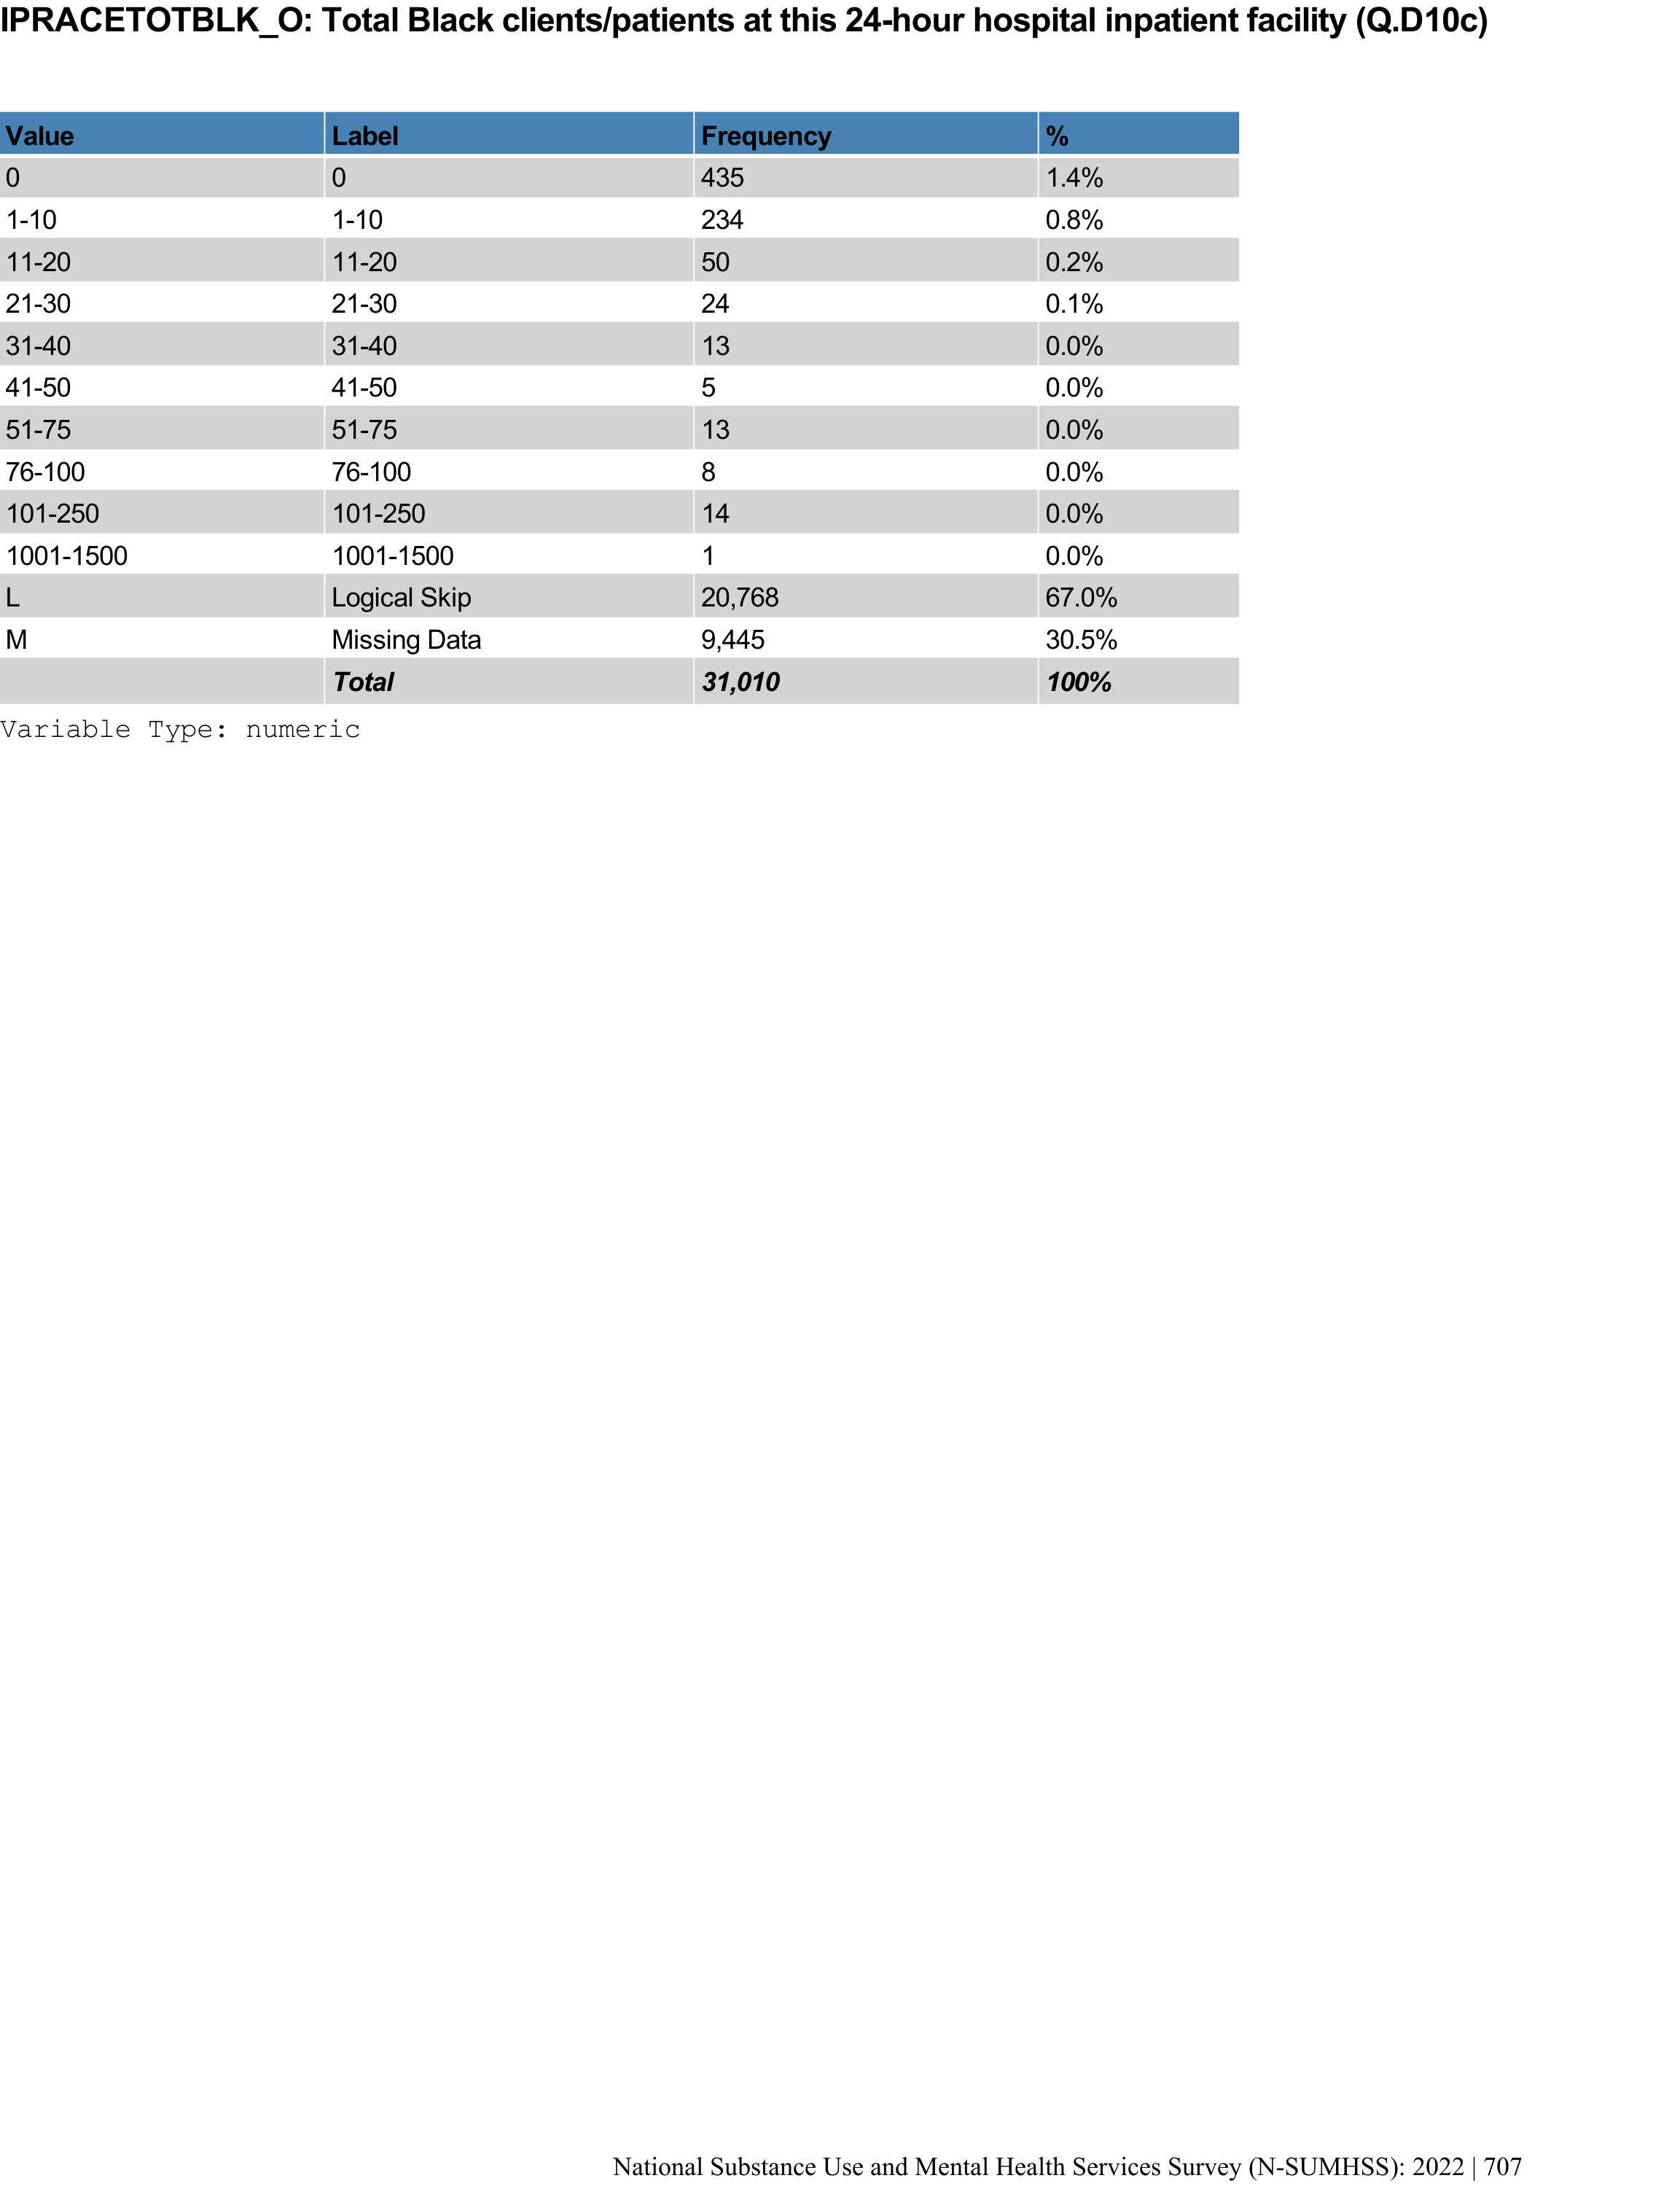 IPRACETOTBLK_O: Total Black clients/patients at this 24-hour hospital inpatient facility (Q.D10c)
Value Label Frequency %
0 0 435 1.4%
1-10 1-10 234 0.8%
11-20 11-20 50 0.2%
21-30 21-30 24 0.1%
31-40 31-40 13 0.0%
41-50 41-50 5 0.0%
51-75 51-75 13 0.0%
76-100 76-100 8 0.0%
101-250 101-250 14 0.0%
1001-1500 1001-1500 1 0.0%
L Logical Skip 20,768 67.0%
M Missing Data 9,445 30.5%
Total 31,010 100%
Variable Type: numeric
National Substance Use and Mental Health Services Survey (N-SUMHSS): 2022 | 707